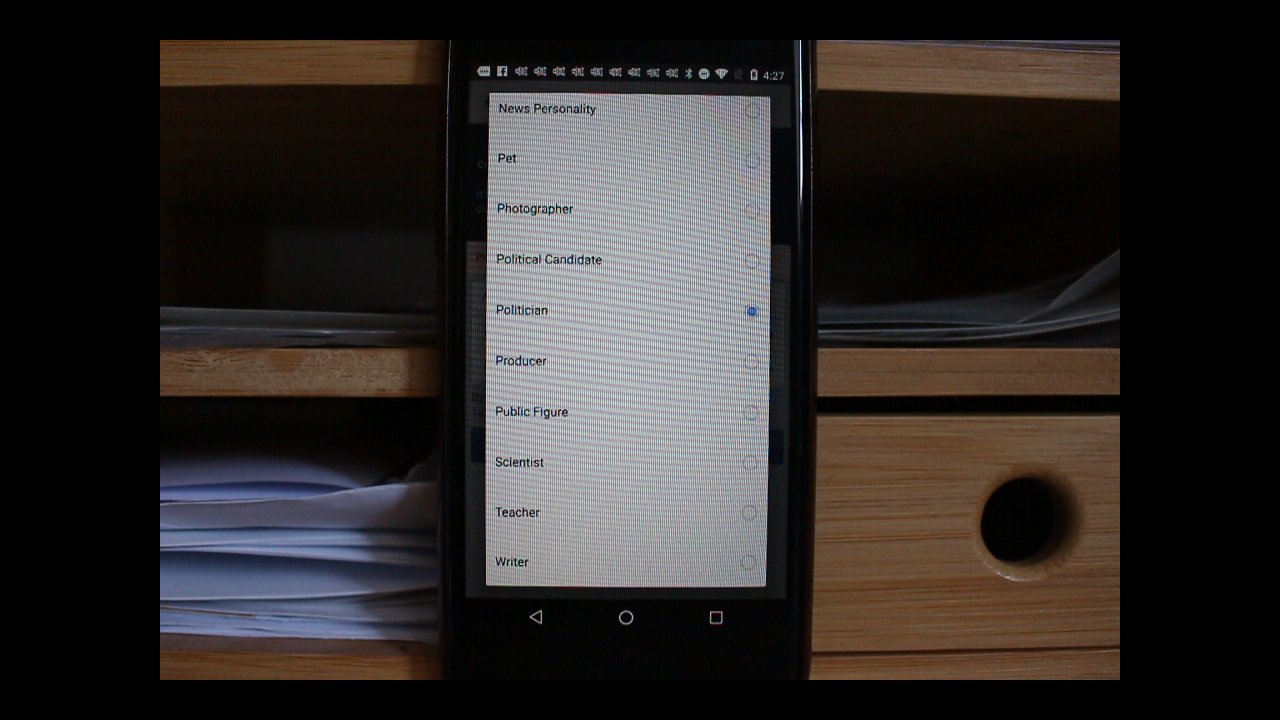 4:27
News Personality
Pet
Photographer
Political Candidate
Politician
Producer
Public Figure
Scientist
Teacher
Writer